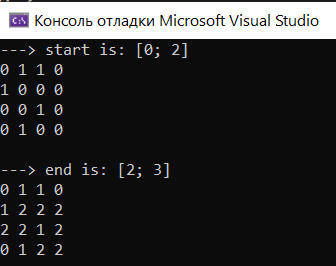 Консоль отладки Microsoft Visual Studio
---> start is: [0; 2]
0 1 1 0
1 0 0 0
0 0 1 0
0 1 0 0
---> end is: [2; 3]
0 1 1 0
1 2 2 2
2 2 1 2
0 1 2 2